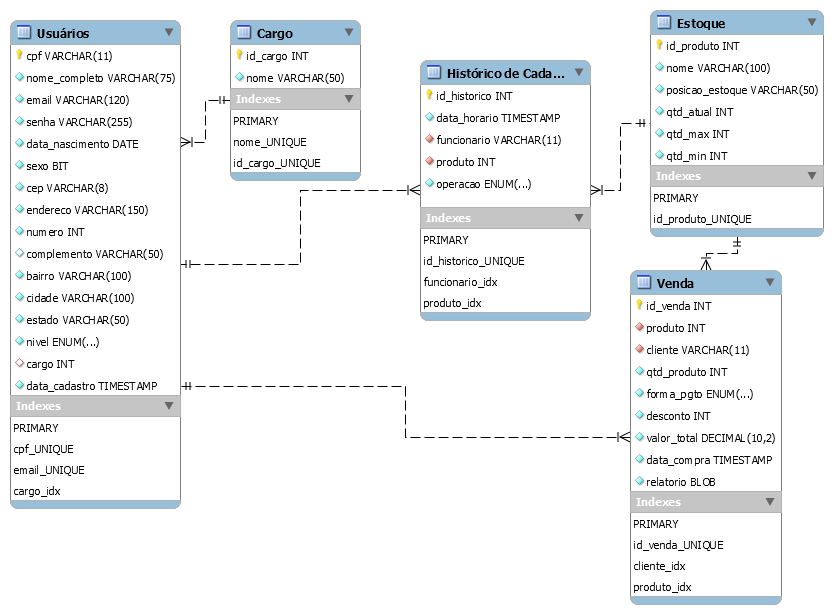 Usuários
cpf VARCHAR(11)
nome_completo VARCHAR(75)
email VARCHAR(120)
senha VARCHAR(255)
data_nascimento DATE
sexo BIT
cep VARCHAR(8)
endereco VARCHAR(150)
numero INT
complemento VARCHAR(50)
bairro VARCHAR(100)
cidade VARCHAR(100)
estado VARCHAR(50)
nivel ENUM(...)
cargo INT
data_cadastro TIMESTAMP
Indexes
PRIMARY
cpf_UNIQUE
email_UNIQUE
cargo_idx
Cargo
id_cargo INT
nome VARCHAR(50)
Indexes
PRIMARY
nome_UNIQUE
id_cargo_UNIQUE
Histórico de Cada...
id_historico INT
data_horario TIMESTAMP
funcionario VARCHAR(11)
produto INT
operacao ENUM(...)
Indexes
PRIMARY
id_historico_UNIQUE
funcionario_idx
produto_idx
Estoque
id_produto INT
nome VARCHAR(100)
posicao_estoque VARCHAR(50)
qtd_atual INT
qtd_max INT
qtd_min INT
Indexes
PRIMARY
id_produto_UNIQUE
Venda
id_venda INT
produto INT
cliente VARCHAR(11)
qtd_produto INT
forma_pgto ENUM(...)
desconto INT
valor_total DECIMAL(10,2)
data_compra TIMESTAMP
relatorio BLOB
Indexes
PRIMARY
id_venda_UNIQUE
cliente_idx
produto_idx